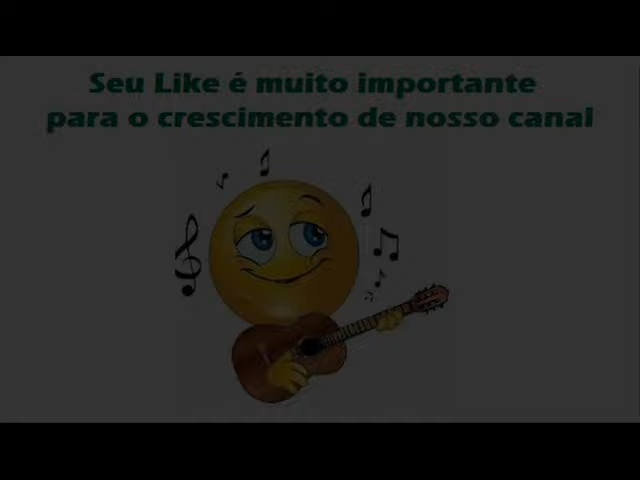 Seu Like é muito importante
para o crescimento de nosso canal